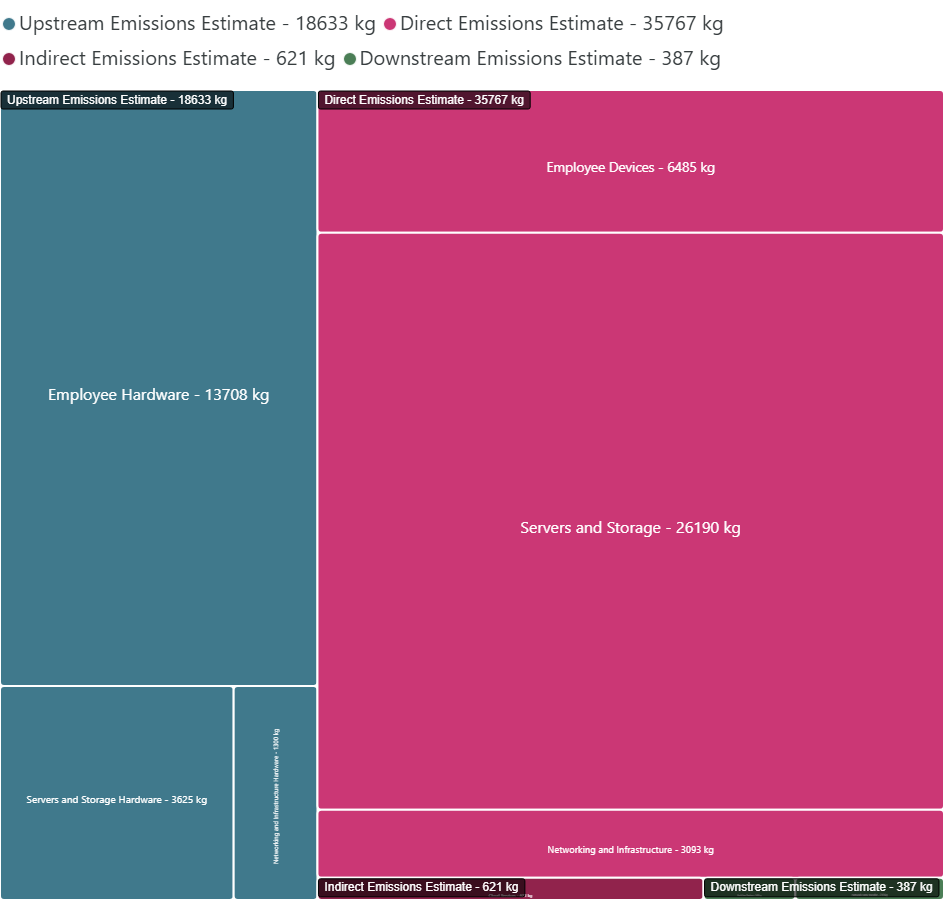 Upstream Emissions Estimate - 18633 kg Direct Emissions Estimate - 35767 kg
Indirect Emissions Estimate - 621 kg Downstream Emissions Estimate - 387 kg
Upstream Emissions Estimate - 18633 kg
Direct Emissions Estimate - 35767 kg
Employee Devices - 6485 kg
Employee Hardware - 13708 kg
Servers and Storage - 26190 kg
Servers and Storage Hardware - 3625 kg
Networking and Infrastructure Hardware - 1300 kg
Networking and Infrastructure - 3093 kg
Indirect Emissions Estimate - 621 kg
Downstream Emissions Estimate - 387 kg